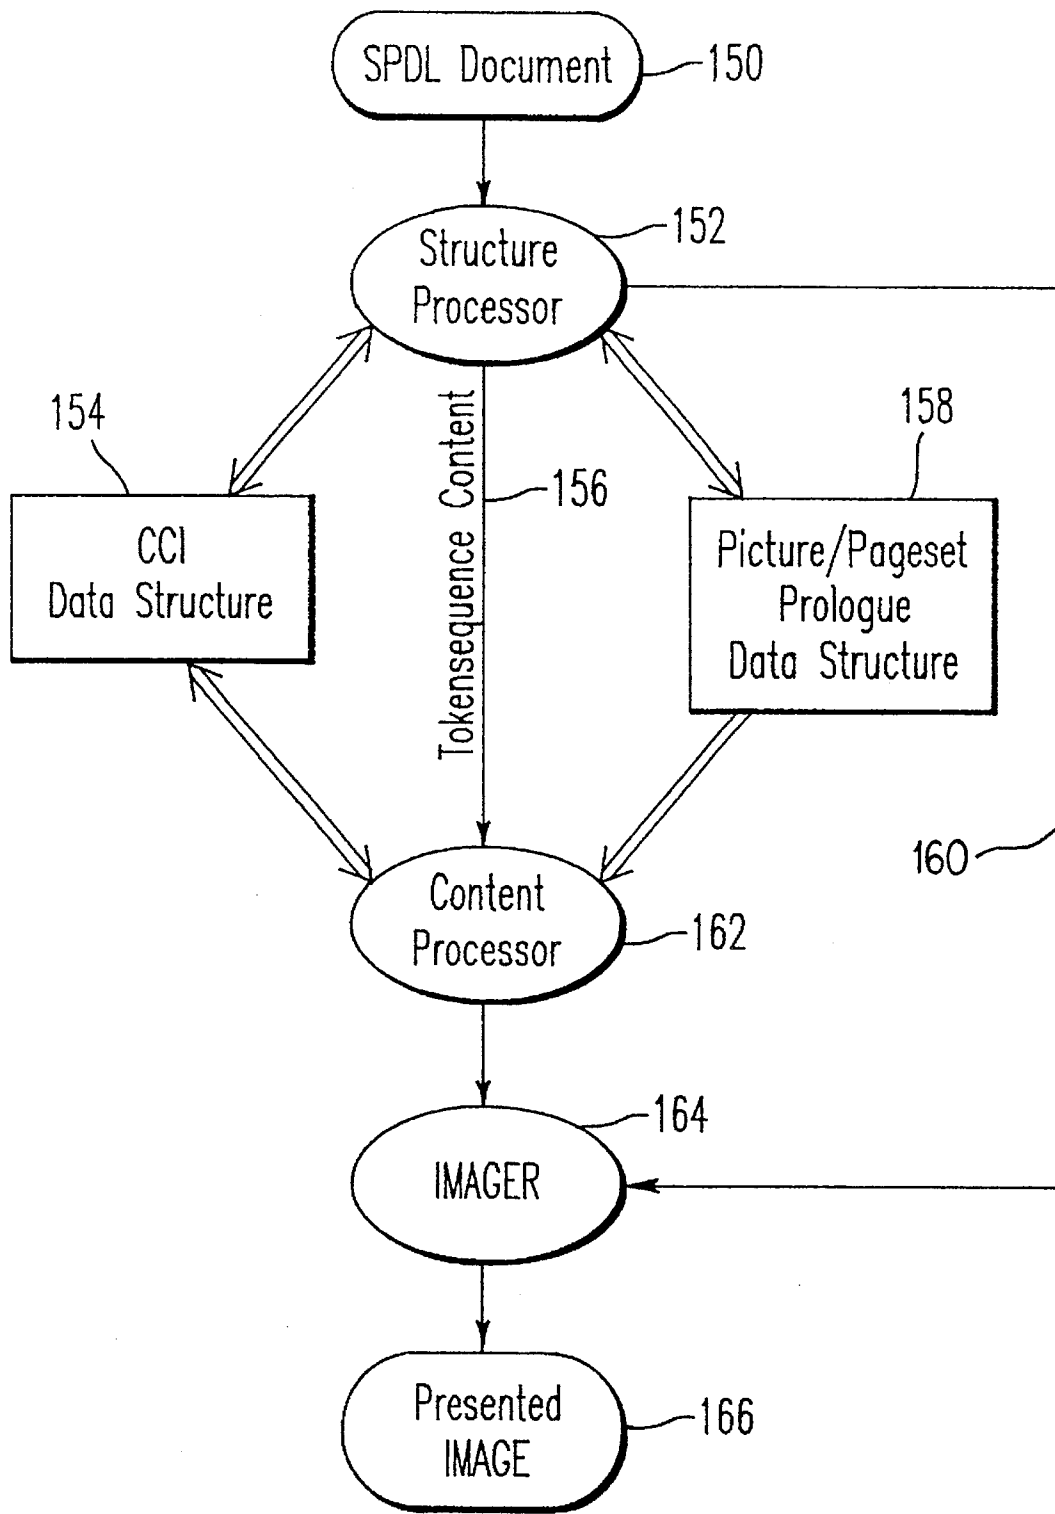 SPDL Document
150
152
Structure
Processor
154
158
Tokensequence Content
156
CCI
Data Structure
Picture/Pageset
Prologue
Data Structure
160
Content
Processor
162
164
IMAGER
Presented
IMAGE
166